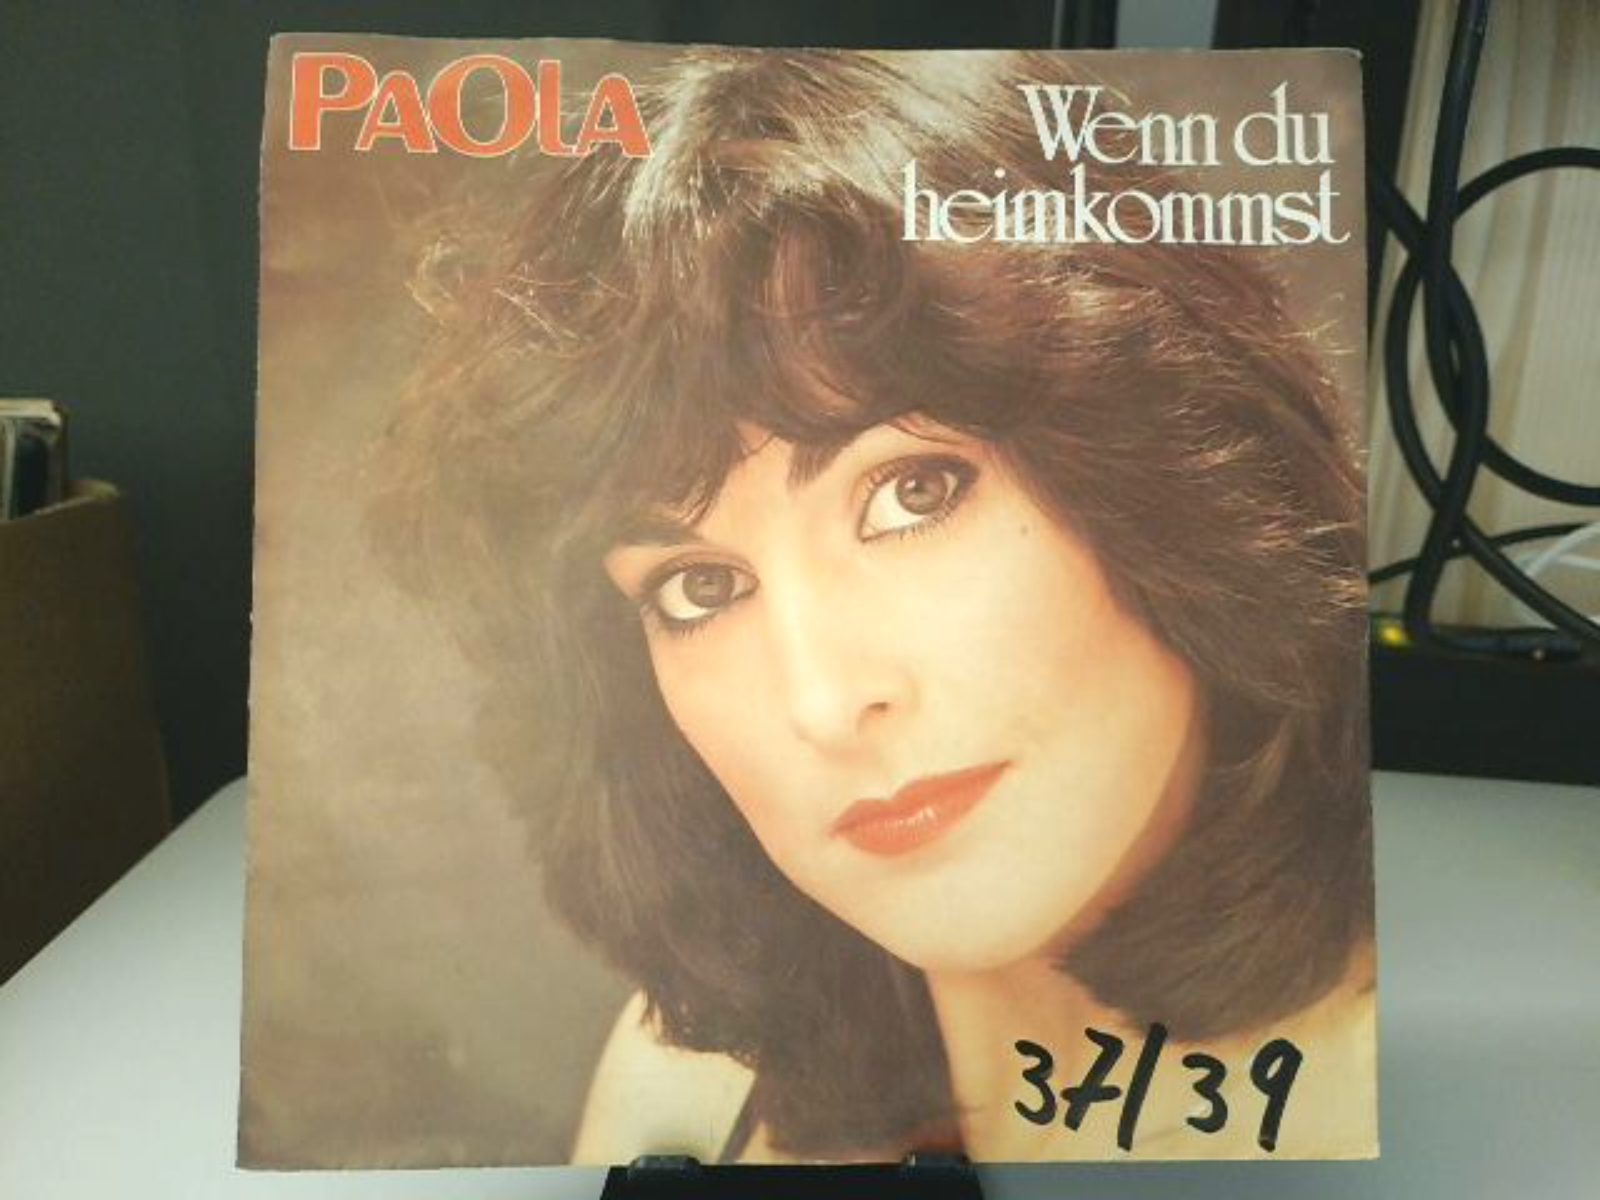 PAOlA
Wenn du
heimkommst
37/39